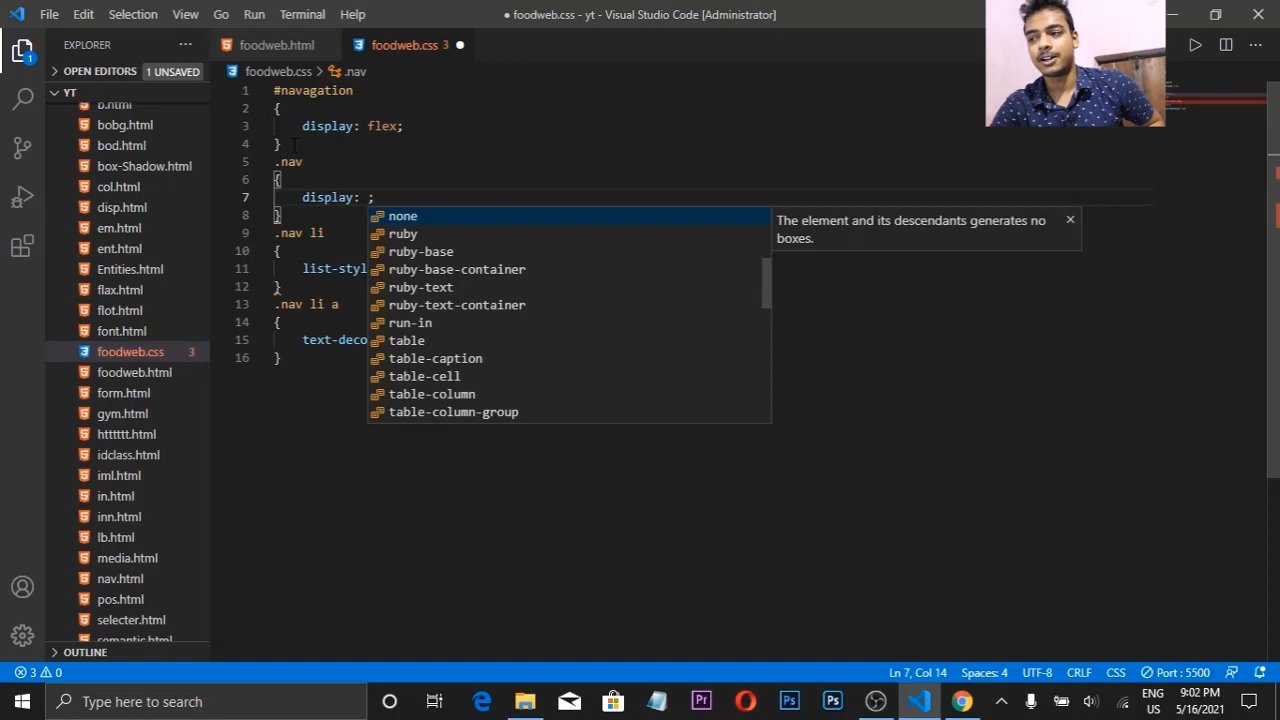 File Edit Selection View Go Run Terminal Help
● foodweb.css - yt - Visual Studio Code [Administrator]
EXPLORER
foodweb.html
foodweb.css 3
OPEN EDITORS 1 UNSAVED
foodweb.css > .nav
YT
b.html
bobg.html
bod.html
box-Shadow.html
col.html
disp.html
em.html
ent.html
Entities.html
flax.html
flot.html
font.html
foodweb.css 3
foodweb.html
form.html
gym.html
httttt.html
idclass.html
iml.html
in.html
inn.html
lb.html
media.html
nav.html
pos.html
selecter.html
semantic.html
OUTLINE
1 #navagation
2 {
3 display: flex;
4 }
5 .nav
6 {
7 display: ;
8 }
9 .nav li
10 {
11 list-styl
12 }
13 .nav li a
14 {
15 text-deco
16 }
none
ruby
ruby-base
ruby-base-container
ruby-text
ruby-text-container
run-in
table
table-caption
table-cell
table-column
table-column-group
The element and its descendants generates no
boxes.
1
3 0
Ln 7, Col 14 Spaces: 4 UTF-8 CRLF CSS Port : 5500
Type here to search
Pr Ps Ps
ENG
US
9:02 PM
5/16/2021